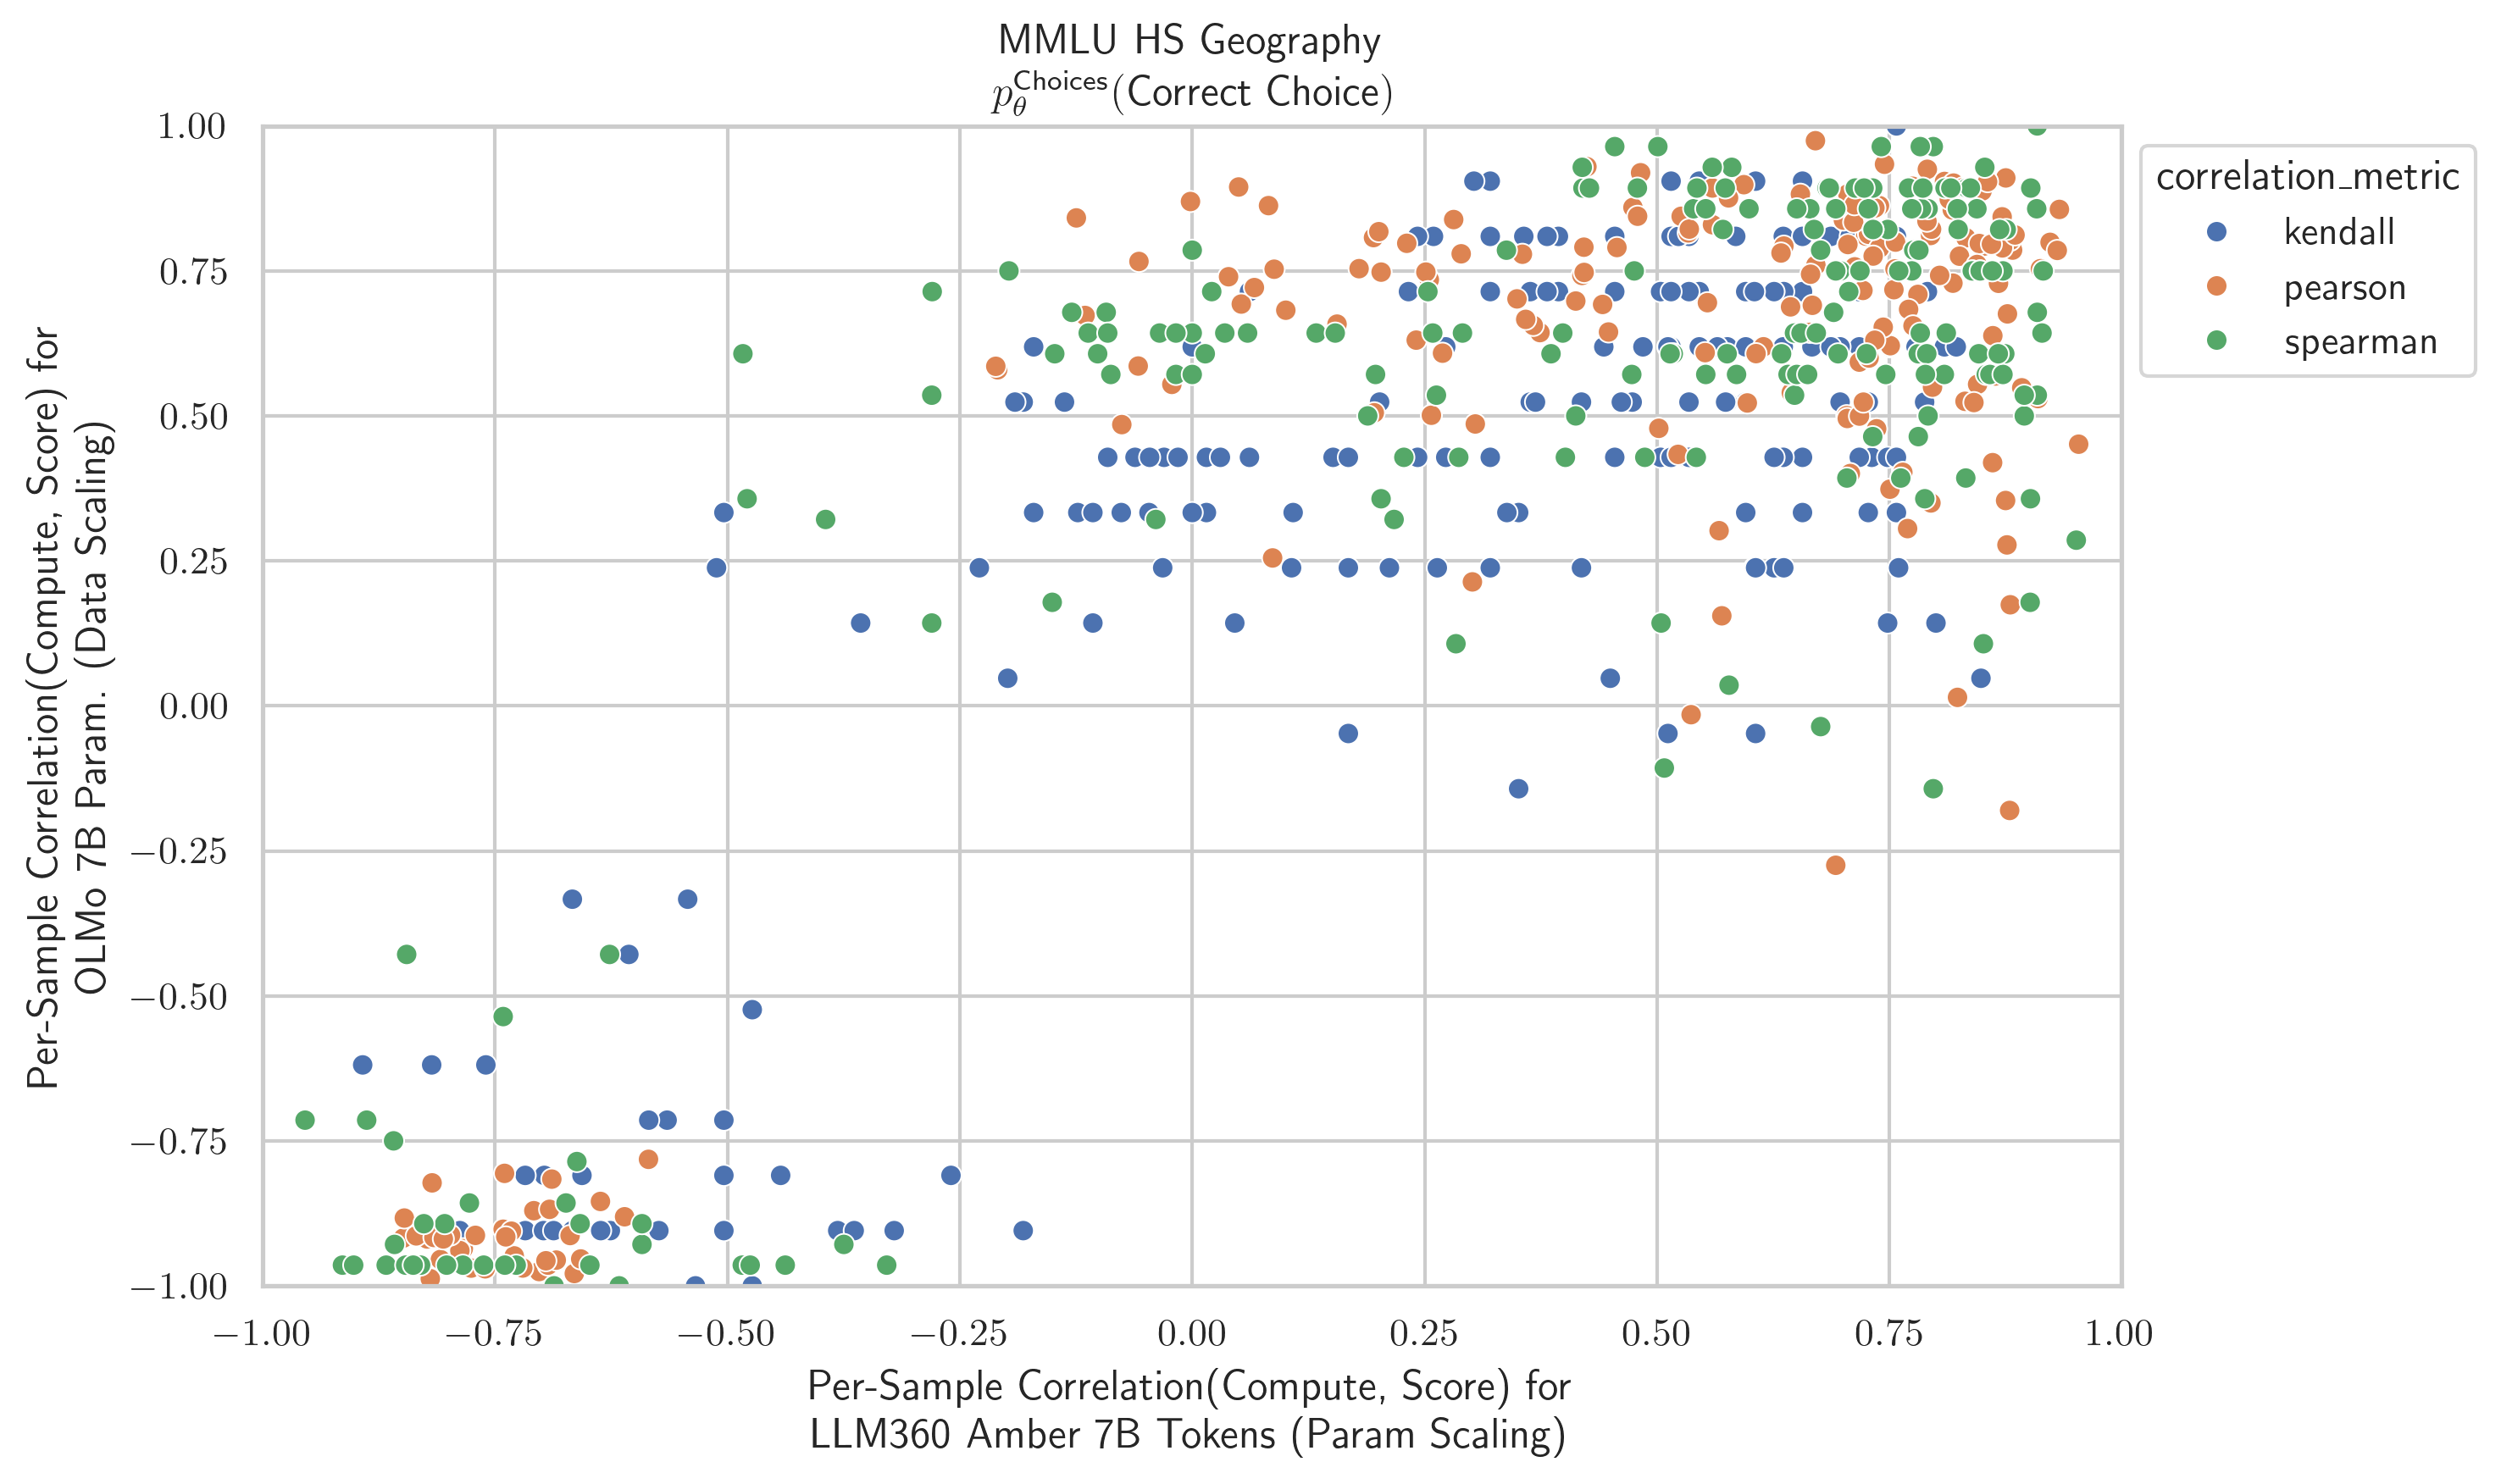 MMLU HS Geography
p_θ^Choices(Correct Choice)
1.00
0.75
0.50
0.25
0.00
−0.25
−0.50
−0.75
−1.00
Per-Sample Correlation(Compute, Score) for
OLMo 7B Param. (Data Scaling)
−1.00 −0.75 −0.50 −0.25 0.00 0.25 0.50 0.75 1.00
Per-Sample Correlation(Compute, Score) for
LLM360 Amber 7B Tokens (Param Scaling)
correlation_metric
kendall
pearson
spearman